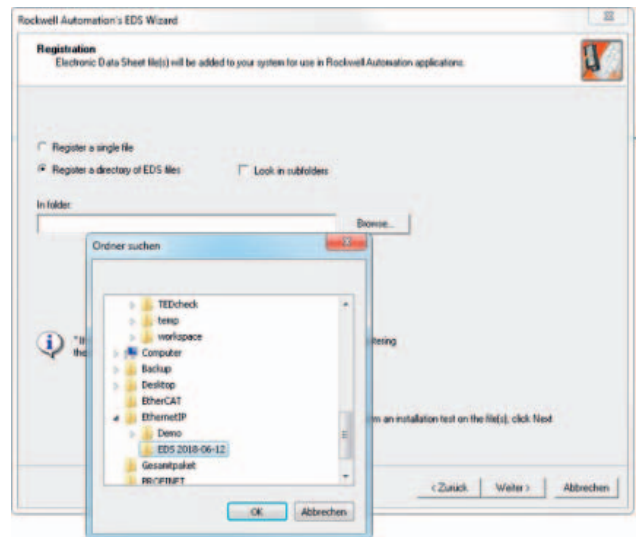 Rockwell Automation's EDS Wizard
Registration
Electronic Data Sheet file(s) will be added to your system for use in Rockwell Automation applications.
Register a single file
Register a directory of EDS files
Look in subfolders
In folder:
Browse...
Ordner suchen
TEDcheck
temp
workspace
Computer
Backup
Desktop
EtherCAT
EthernetIP
Demo
EDS 2018-06-12
Gesamtpaket
PROFINET
an installation test on the file(s), click Next
< Zurück
Weiter >
Abbrechen
OK
Abbrechen